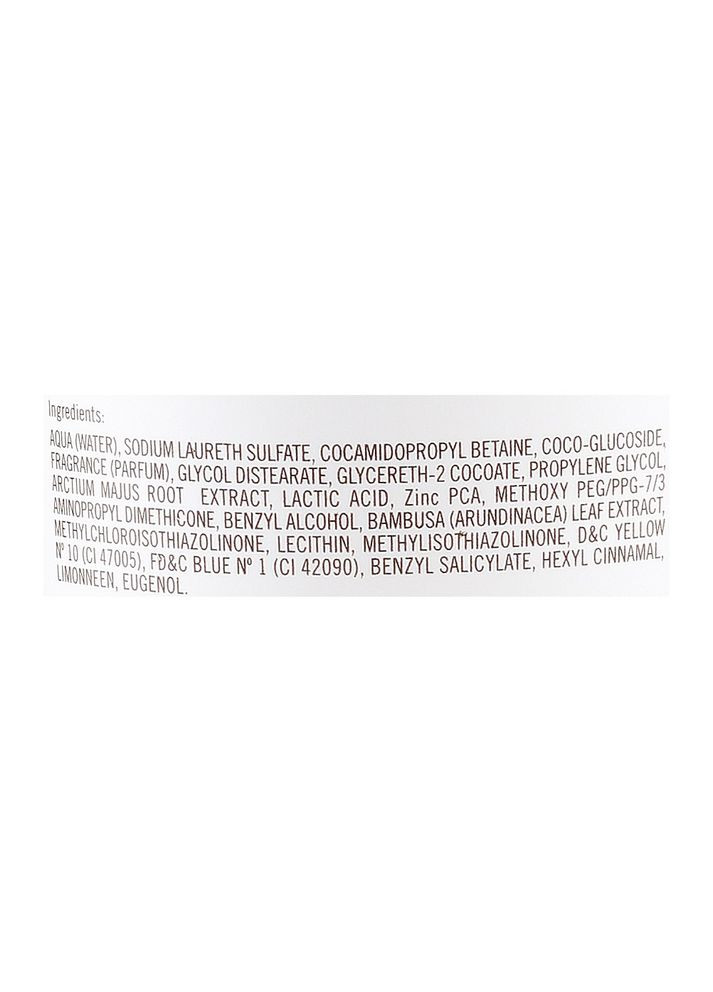 Ingredients:
AQUA (WATER), SODIUM LAURETH SULFATE, COCAMIDOPROPYL BETAINE, COCO-GLUCOSIDE,
FRAGRANCE (PARFUM), GLYCOL DISTEARATE, GLYCERETH-2 COCOATE, PROPYLENE GLYCOL,
ARCTIUM MAJUS ROOT EXTRACT, LACTIC ACID, Zinc PCA, METHOXY PEG/PPG-7/3
AMINOPROPYL DIMETHICONE, BENZYL ALCOHOL, BAMBUSA (ARUNDINACEA) LEAF EXTRACT,
METHYLCHLOROISOTHIAZOLINONE, LECITHIN, METHYLISOTHIAZOLINONE, D&C YELLOW
Nº 10 (CI 47005), FD&C BLUE Nº 1 (CI 42090), BENZYL SALICYLATE, HEXYL CINNAMAL,
LIMONNEEN, EUGENOL.